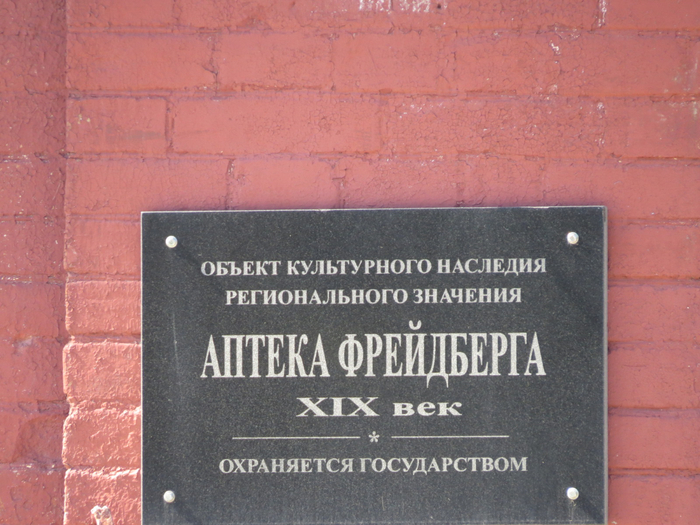 ОБЪЕКТ КУЛЬТУРНОГО НАСЛЕДИЯ
РЕГИОНАЛЬНОГО ЗНАЧЕНИЯ
АПТЕКА ФРЕЙДБЕРГА
XIX век
*
ОХРАНЯЕТСЯ ГОСУДАРСТВОМ